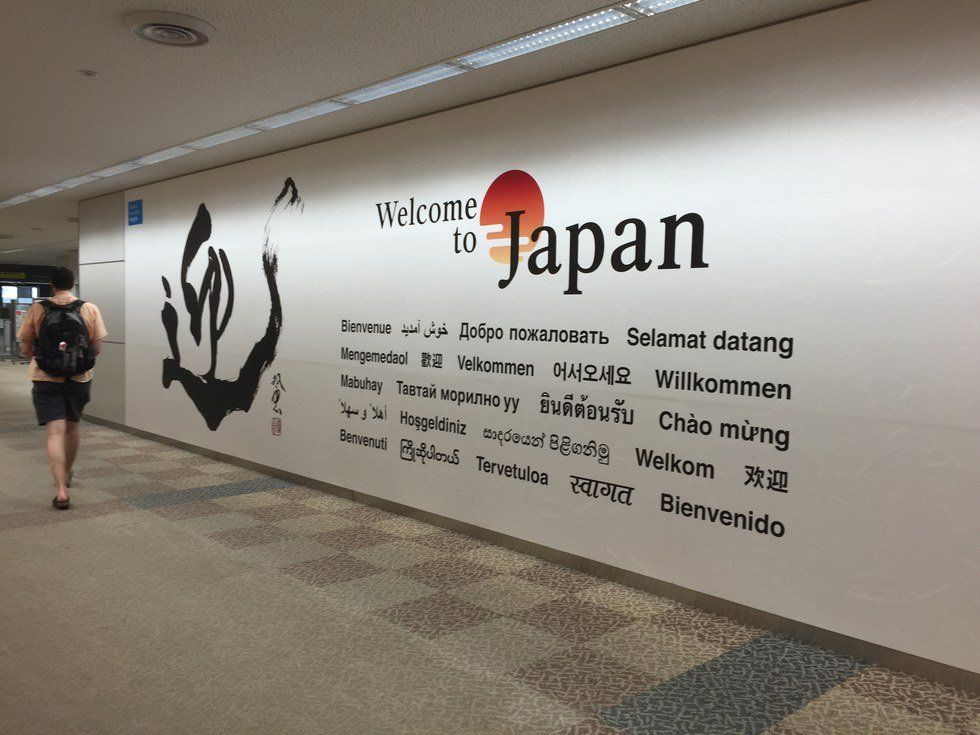 迎
Welcome
to Japan
Bienvenue خوش آمدید Добро пожаловать Selamat datang
Mengemedaol 歡迎 Velkommen 어서오세요 Willkommen
Mabuhay Тавтай морилно уу ยินดีต้อนรับ Chào mừng
أهلاً و سهلاً Hoşgeldiniz සාදරයෙන් පිළිගනිමු Welkom 欢迎
Benvenuti ကြိုဆိုပါတယ် Tervetuloa स्वागत Bienvenido